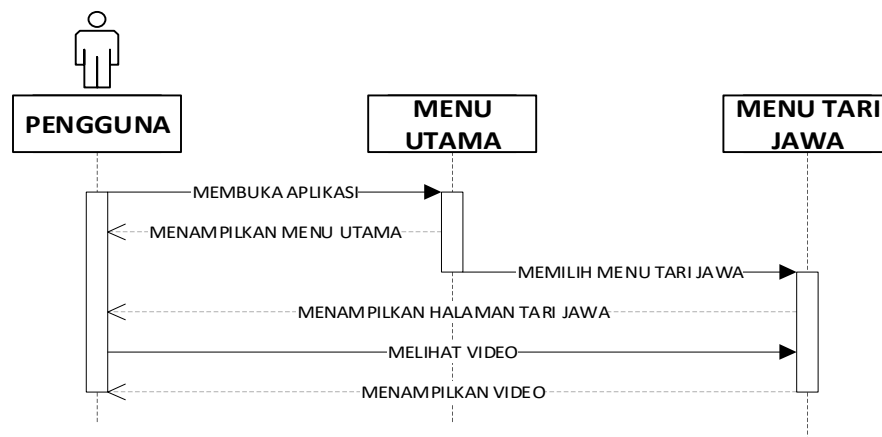 PENGGUNA
MENU
UTAMA
MENU TARI
JAWA
MEMBUKA APLIKASI
MENAMPILKAN MENU UTAMA
MEMILIH MENU TARI JAWA
MENAMPILKAN HALAMAN TARI JAWA
MELIHAT VIDEO
MENAMPILKAN VIDEO